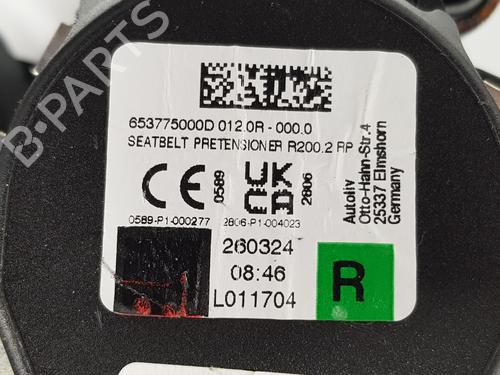 B-PARTS
653775000D 012.0R - 000.0
SEATBELT PRETENSIONER R200.2 RP
CE 0589
UK CA 2806
0589-P1-000277
2806-P1-004023
Autoliv
Otto-Hahn-Str.4
25337 Elmshorn
Germany
260324
08:46
L011704
R